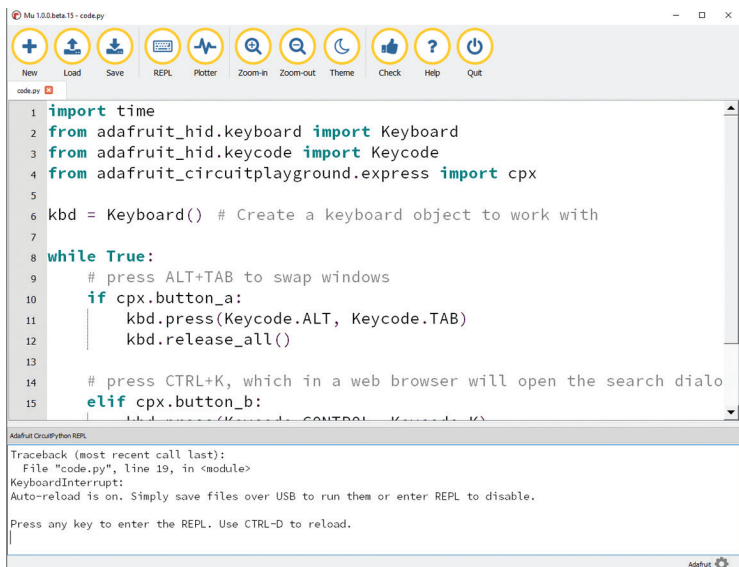 Mu 1.0.0.beta.15 - code.py
New Load Save REPL Plotter Zoom-in Zoom-out Theme Check Help Quit
code.py
1 import time
2 from adafruit_hid.keyboard import Keyboard
3 from adafruit_hid.keycode import Keycode
4 from adafruit_circuitplayground.express import cpx
5
6 kbd = Keyboard() # Create a keyboard object to work with
7
8 while True:
9 # press ALT+TAB to swap windows
10 if cpx.button_a:
11 kbd.press(Keycode.ALT, Keycode.TAB)
12 kbd.release_all()
13
14 # press CTRL+K, which in a web browser will open the search dialo
15 elif cpx.button_b:
kbd.press(Keycode.CONTROL, Keycode.K)
Adafruit CircuitPython REPL
Traceback (most recent call last):
File "code.py", line 19, in <module>
KeyboardInterrupt:
Auto-reload is on. Simply save files over USB to run them or enter REPL to disable.
Press any key to enter the REPL. Use CTRL-D to reload.
Adafruit